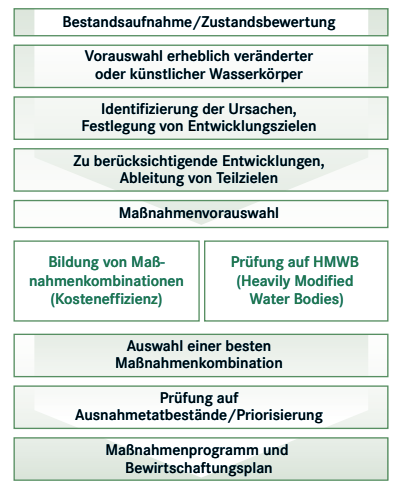 Bestandsaufnahme/Zustandsbewertung
Vorauswahl erheblich veränderter
oder künstlicher Wasserkörper
Identifizierung der Ursachen,
Festlegung von Entwicklungszielen
Zu berücksichtigende Entwicklungen,
Ableitung von Teilzielen
Maßnahmenvorauswahl
Bildung von Maß-
nahmenkombinationen
(Kosteneffizienz)
Prüfung auf HMWB
(Heavily Modified
Water Bodies)
Auswahl einer besten
Maßnahmenkombination
Prüfung auf
Ausnahmetatbestände/Priorisierung
Maßnahmenprogramm und
Bewirtschaftungsplan